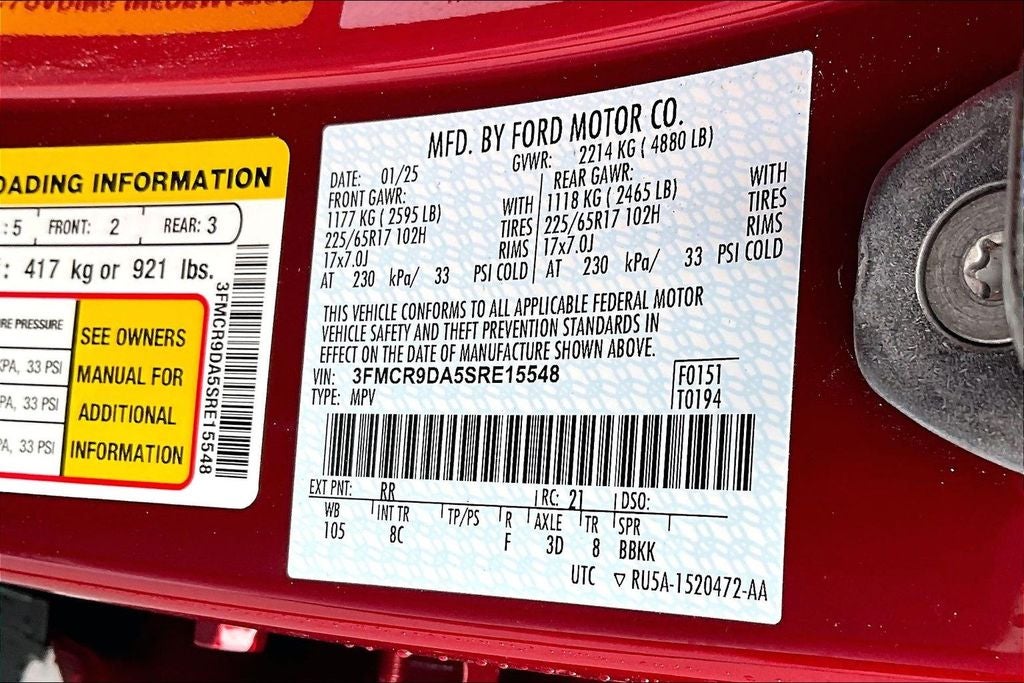 OADING INFORMATION
: 5 FRONT: 2 REAR: 3
: 417 kg or 921 lbs.
RE PRESSURE
KPA, 33 PSI
PA, 33 PSI
PA, 33 PSI
SEE OWNERS
MANUAL FOR
ADDITIONAL
INFORMATION
3FMCR9DA5SRE15548
MFD. BY FORD MOTOR CO.
DATE: 01/25 GVWR: 2214 KG ( 4880 LB)
FRONT GAWR: REAR GAWR:
1177 KG ( 2595 LB) WITH 1118 KG ( 2465 LB) WITH
225/65R17 102H TIRES 225/65R17 102H TIRES
17x7.0J RIMS 17x7.0J RIMS
AT 230 kPa/ 33 PSI COLD AT 230 kPa/ 33 PSI COLD
THIS VEHICLE CONFORMS TO ALL APPLICABLE FEDERAL MOTOR
VEHICLE SAFETY AND THEFT PREVENTION STANDARDS IN
EFFECT ON THE DATE OF MANUFACTURE SHOWN ABOVE.
VIN: 3FMCR9DA5SRE15548 F0151
TYPE: MPV T0194
EXT PNT: RR RC: 21 DSO:
WB INT TR TP/PS R AXLE TR SPR
105 8C F 3D 8 BBKK
UTC ▽ RU5A-1520472-AA